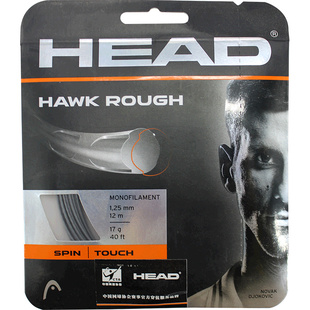 HEAD®
HAWK ROUGH
MONOFILAMENT
1,25 mm
12 m
17 g
40 ft
SPIN TOUCH
HEAD®
NOVAK
DJOKOVIC